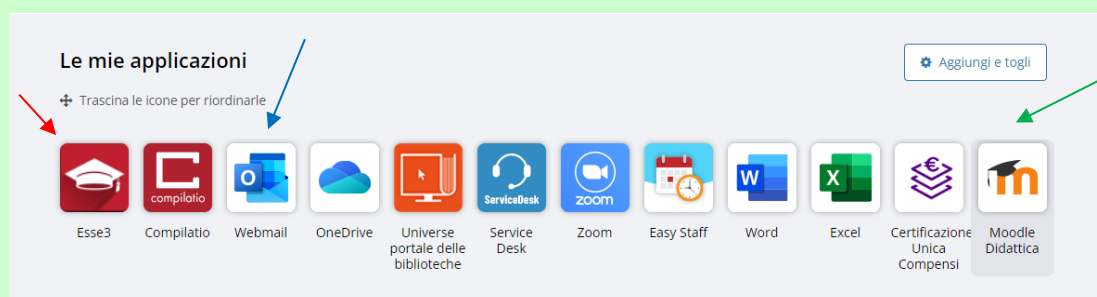 Le mie applicazioni
Aggiungi e togli
Trascina le icone per riordinarle
compilatio
O
ServiceDesk
zoom
W
X
€
m
Esse3
Compilatio
Webmail
OneDrive
Universe
portale delle
biblioteche
Service
Desk
Zoom
Easy Staff
Word
Excel
Certificazione
Unica
Compensi
Moodle
Didattica